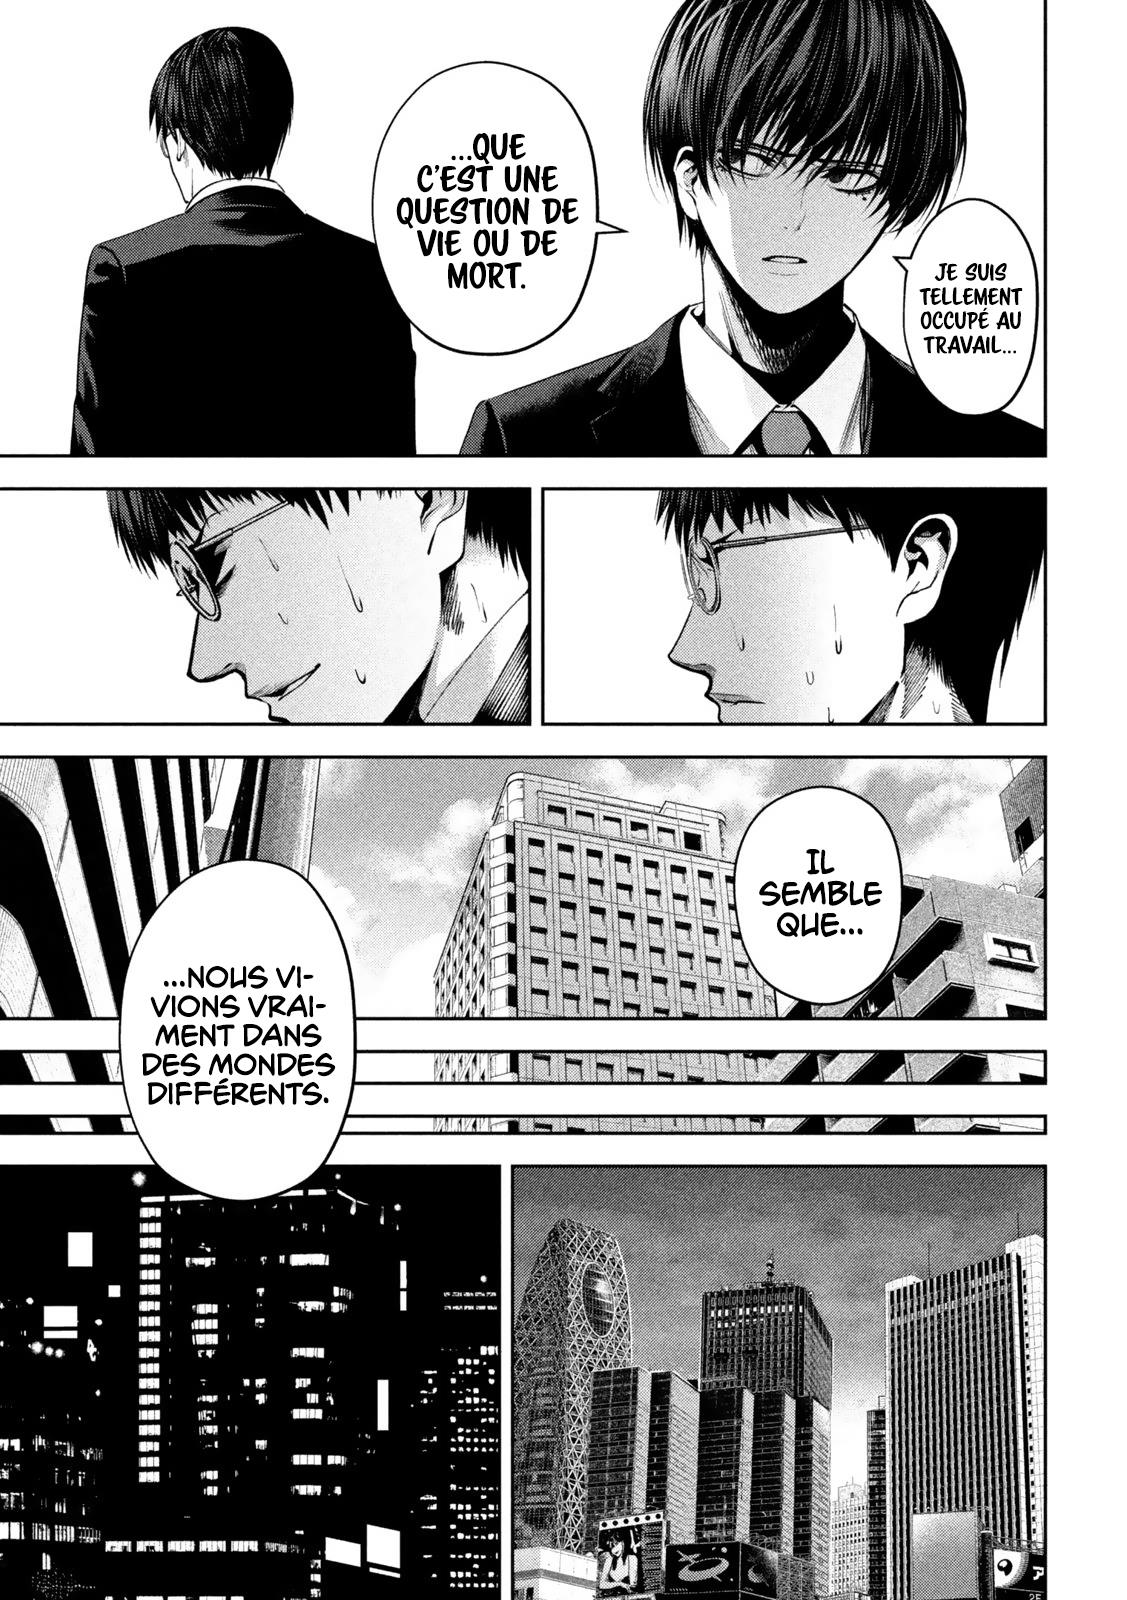 JE SUIS
TELLEMENT
OCCUPÉ AU
TRAVAIL...
...QUE
C'EST UNE
QUESTION DE
VIE OU DE
MORT.
IL
SEMBLE
QUE...
...NOUS VI-
VIONS VRAI-
MENT DANS
DES MONDES
DIFFÉRENTS.
ア